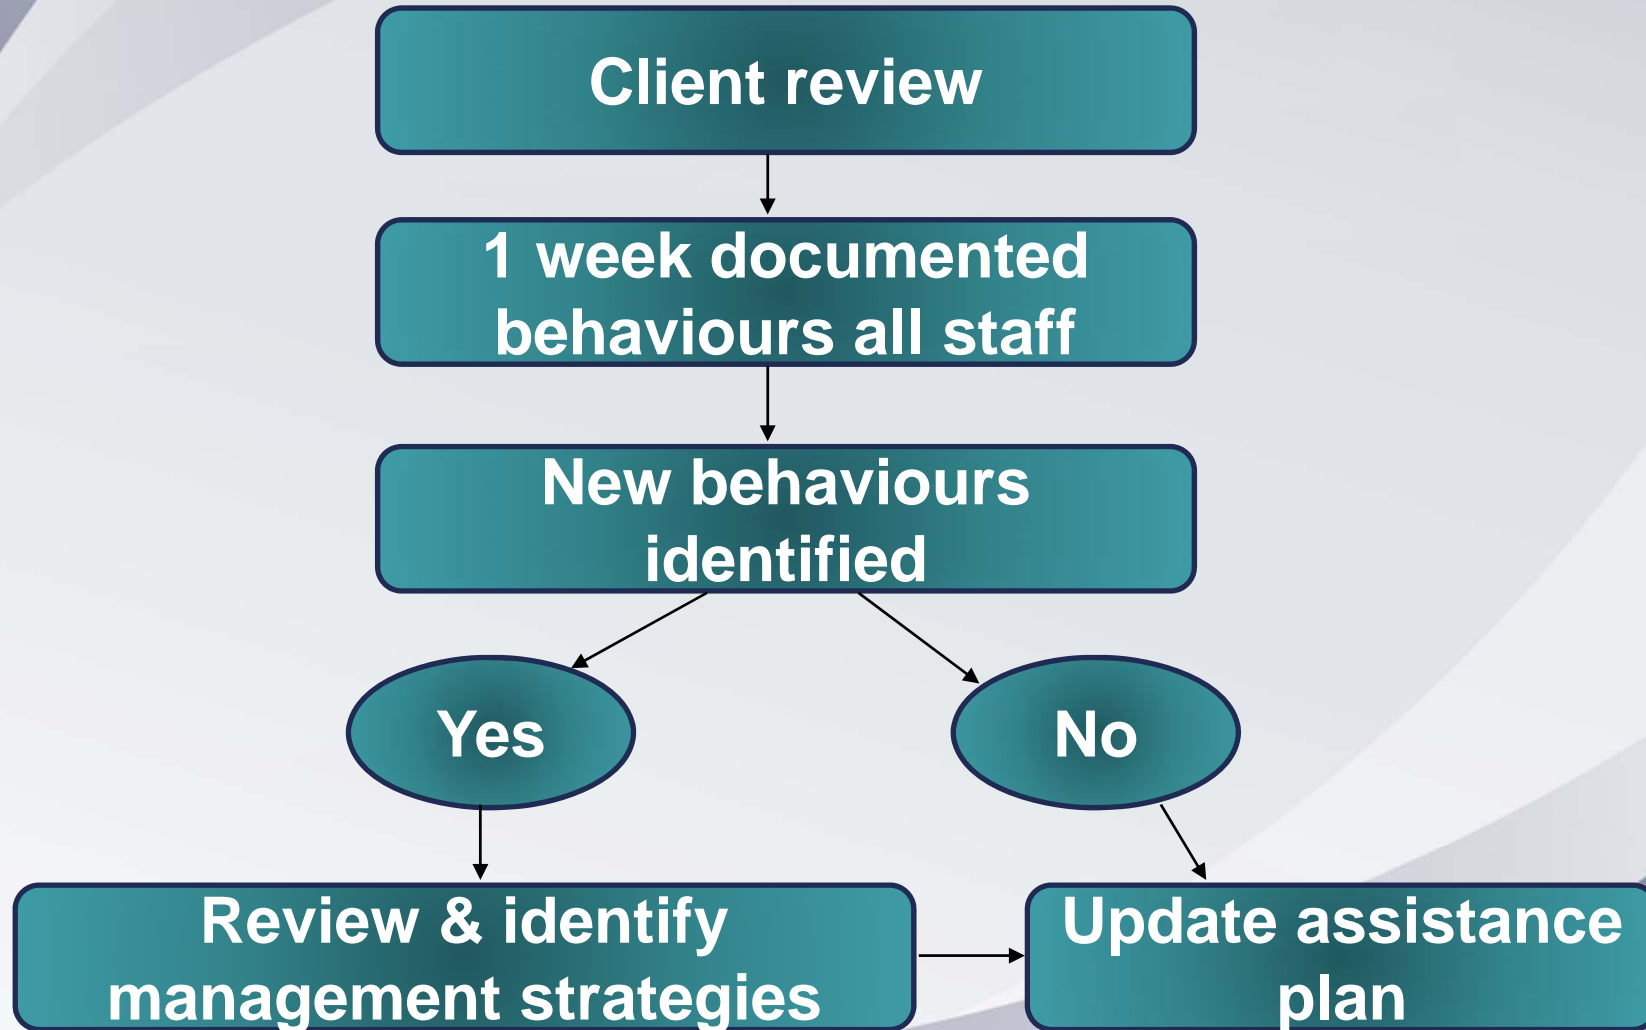 Client review
1 week documented
behaviours all staff
New behaviours
identified
Yes
No
Review & identify
management strategies
Update assistance
plan